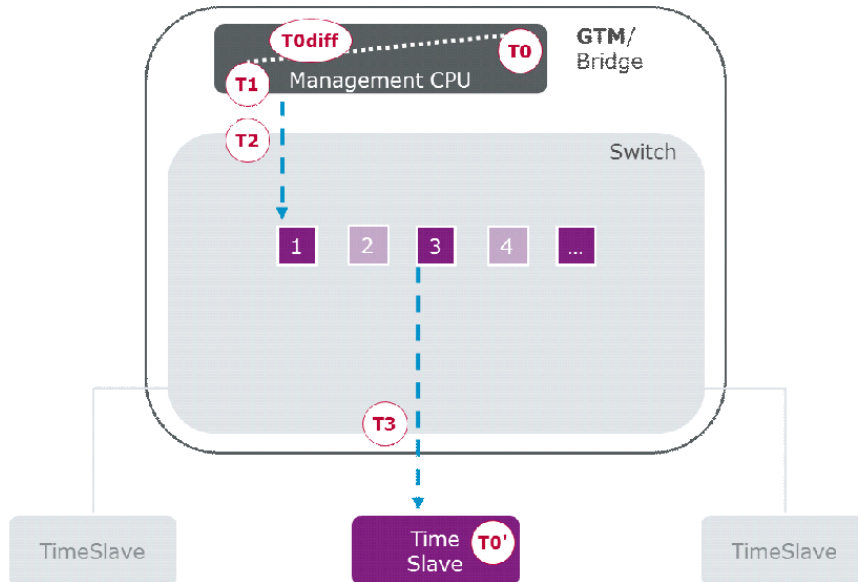 T0diff
T0
GTM/
Bridge
T1
Management CPU
T2
Switch
1
2
3
4
...
T3
TimeSlave
Time
Slave
T0'
TimeSlave